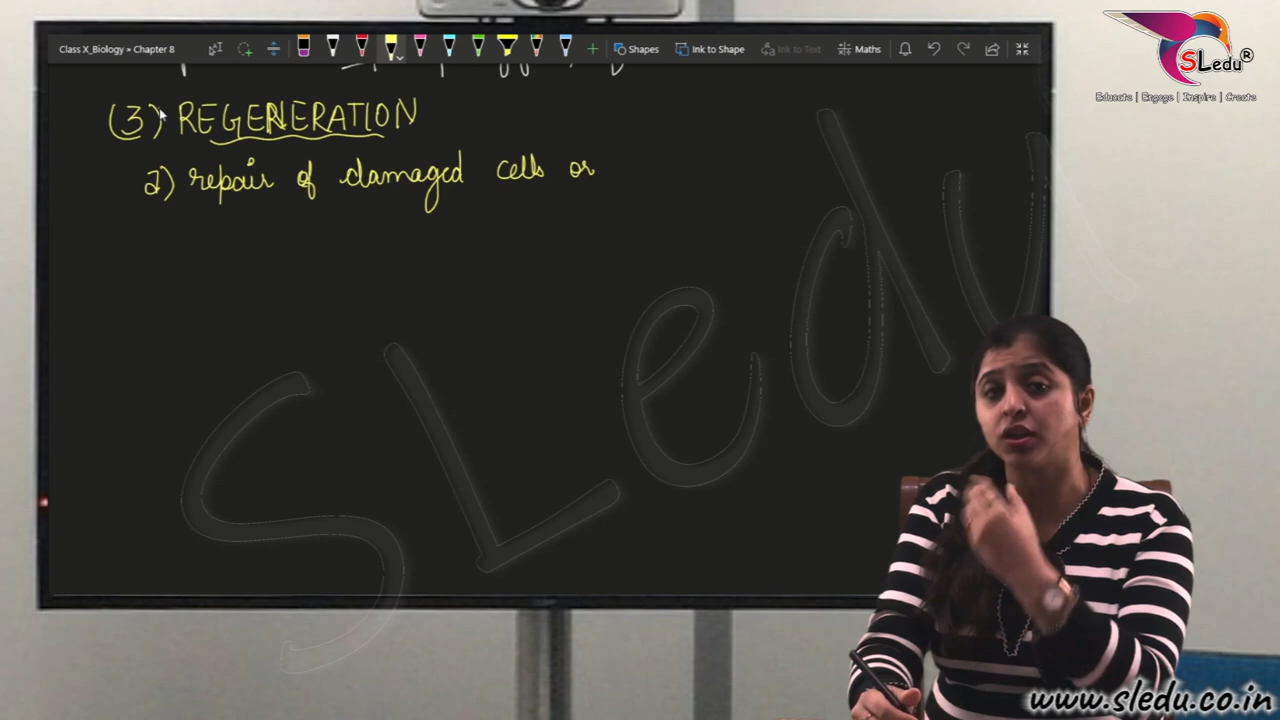 Class X_Biology » Chapter 8
Shapes
Ink to Shape
Ink to Text
Maths
SLedu®
Educate | Engage | Inspire | Create
(3) REGENERATION
a) repair of damaged cells or
SLedu
www.sledu.co.in